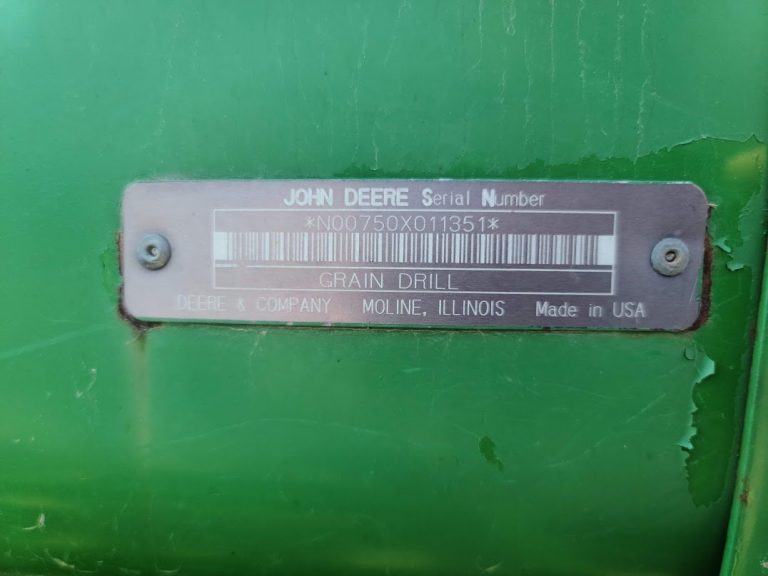 JOHN DEERE Serial Number
*N00750X011351*
GRAIN DRILL
DEERE & COMPANY MOLINE, ILLINOIS Made in USA